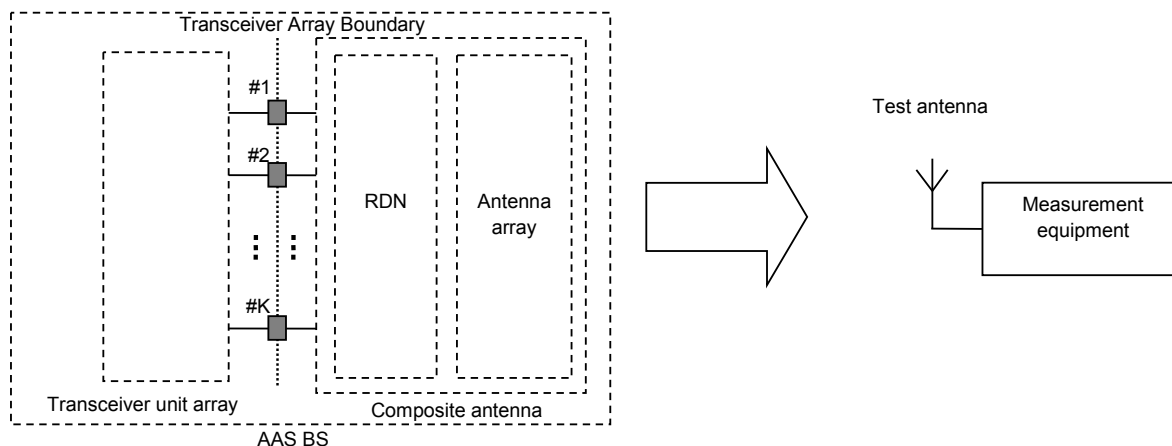 Transceiver Array Boundary
#1
#2
#K
RDN
Antenna
array
Transceiver unit array
Composite antenna
AAS BS
Test antenna
Measurement
equipment